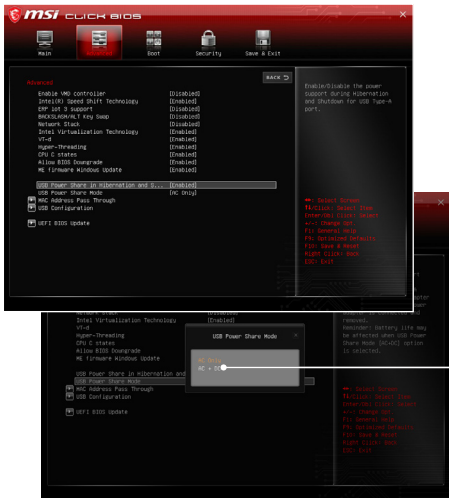 msi CLICK BIOS
Main
Boot
Security
Save & Exit
BACK
Advanced
Enable VMD controller [Disabled]
Intel(R) Speed Shift Technology [Enabled]
ERP lot 3 support [Disabled]
BACKSLASH/ALT Key Swap [Disabled]
Network Stack [Disabled]
Intel Virtualization Technology [Enabled]
VT-d [Enabled]
Hyper-Threading [Enabled]
CPU C states [Enabled]
Allow BIOS Downgrade [Enabled]
ME firmware Windows Update [Enabled]
USB Power Share in Hibernation and S... [Enabled]
USB Power Share Mode [AC Only]
MAC Address Pass Through
USB Configuration
UEFI BIOS Update
Enable/Disable the power
support during Hibernation
and Shutdown for USB Type-A
port.
: Select Screen
/Click: Select Item
Enter/Dbl Click: Select
+/-: Change Opt.
F1: General Help
F9: Optimized Defaults
F10: Save & Reset
Right Click: Back
ESC: Exit
Network Stack [Disabled]
Intel Virtualization Technology [Enabled]
VT-d
Hyper-Threading
CPU C states
Allow BIOS Downgrade
ME firmware Windows Update
USB Power Share in Hibernation and
USB Power Share Mode
MAC Address Pass Through
USB Configuration
UEFI BIOS Update
USB Power Share Mode
AC Only
AC + DC
removed.
Reminder: Battery life may
be affected when USB Power
Share Mode [AC+DC] option
is selected.
: Select Screen
/Click: Select Item
Enter/Dbl Click: Select
+/-: Change Opt.
F1: General Help
F9: Optimized Defaults
F10: Save & Reset
Right Click: Back
ESC: Exit